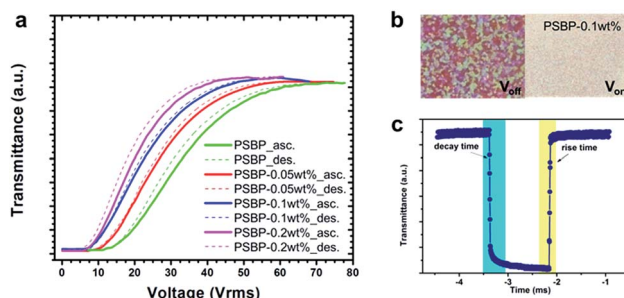 a
Transmittance (a.u.)
PSBP_asc.
PSBP_des.
PSBP-0.05wt%_asc.
PSBP-0.05wt%_des.
PSBP-0.1wt%_asc.
PSBP-0.1wt%_des.
PSBP-0.2wt%_asc.
PSBP-0.2wt%_des.
0 10 20 30 40 50 60 70 80
Voltage (Vrms)
b
PSBP-0.1wt%
Voff
Von
c
Transmittance (a.u.)
decay time
rise time
-4 -3 -2 -1
Time (ms)